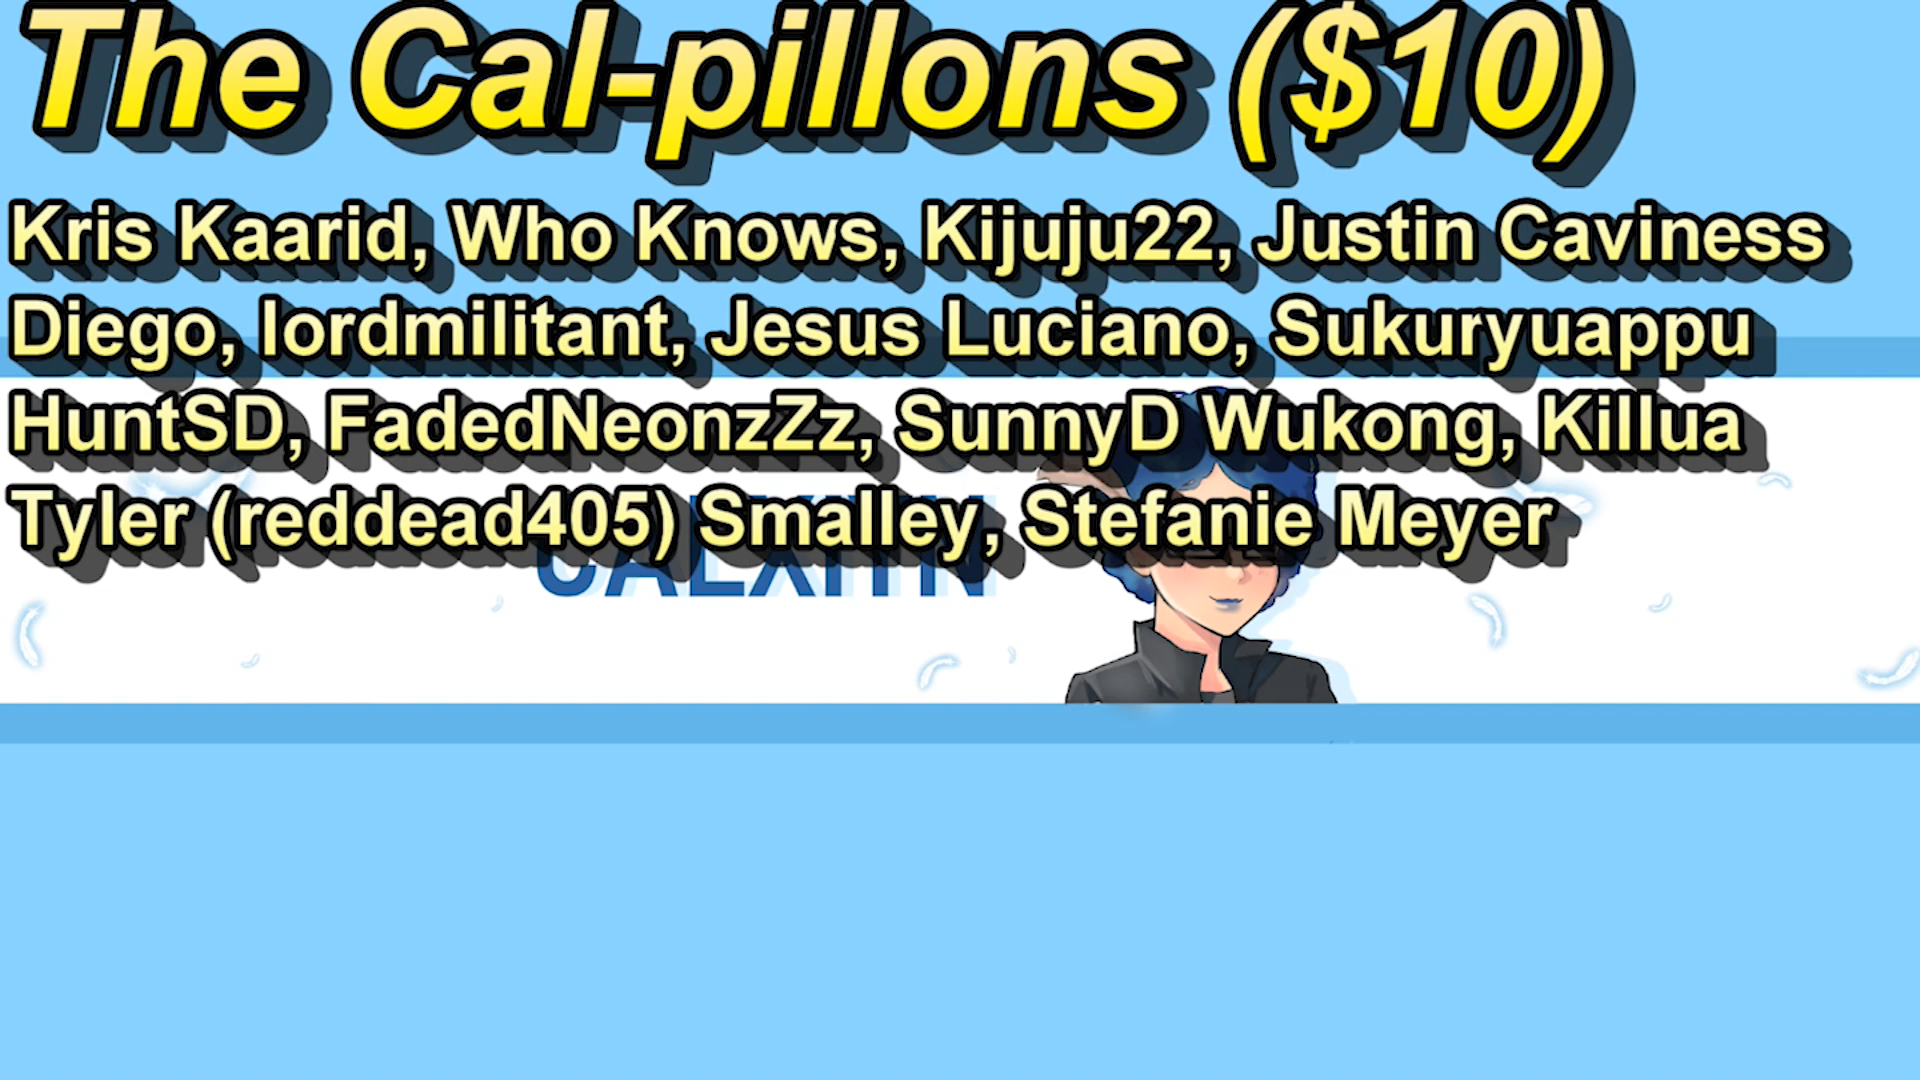 The Cal-pillons ($10)
Kris Kaarid, Who Knows, Kijuju22, Justin Caviness
Diego, lordmilitant, Jesus Luciano, Sukuryuappu
HuntSD, FadedNeonzZz, SunnyD Wukong, Killua
Tyler (reddead405) Smalley, Stefanie Meyer